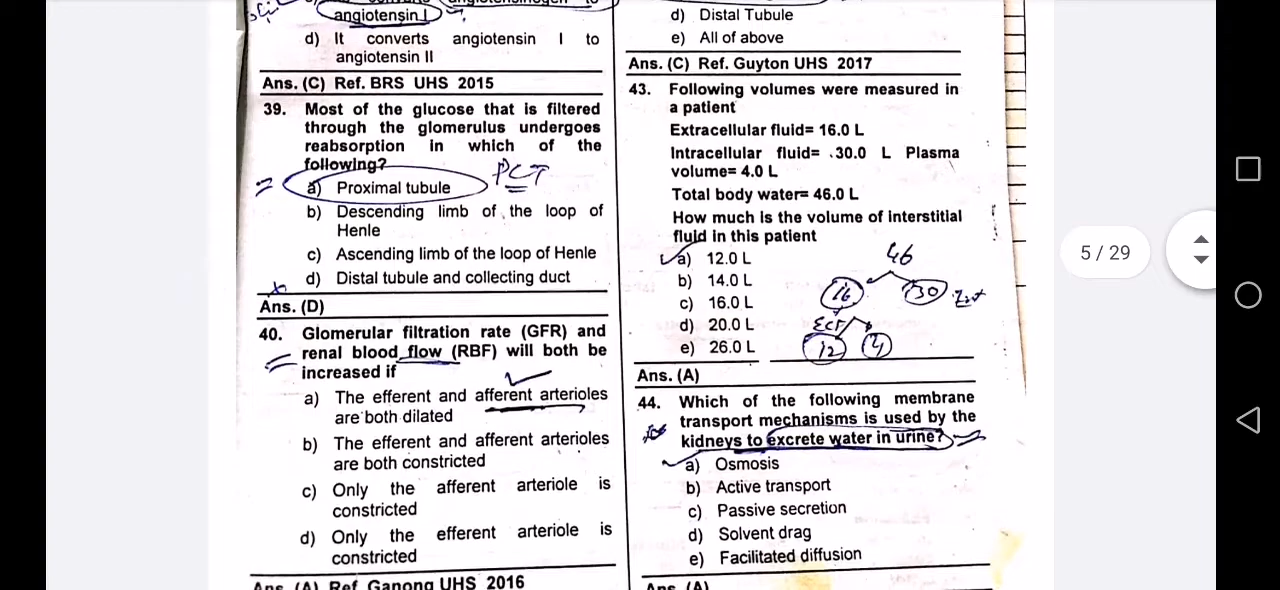 angiotensin I
d) It converts angiotensin I to
angiotensin II
Ans. (C) Ref. BRS UHS 2015
39. Most of the glucose that is filtered
through the glomerulus undergoes
reabsorption in which of the
following?
PCT
a) Proximal tubule
b) Descending limb of the loop of
Henle
c) Ascending limb of the loop of Henle
d) Distal tubule and collecting duct
Ans. (D)
40. Glomerular filtration rate (GFR) and
renal blood flow (RBF) will both be
increased if
a) The efferent and afferent arterioles
are both dilated
b) The efferent and afferent arterioles
are both constricted
c) Only the afferent arteriole is
constricted
d) Only the efferent arteriole is
constricted
Ans. (A) Ref Ganong UHS 2016
d) Distal Tubule
e) All of above
Ans. (C) Ref. Guyton UHS 2017
43. Following volumes were measured in
a patient
Extracellular fluid= 16.0 L
Intracellular fluid= 30.0 L Plasma
volume= 4.0 L
Total body water= 46.0 L
How much is the volume of interstitial
fluid in this patient
a) 12.0 L
b) 14.0 L
c) 16.0 L
d) 20.0 L
e) 26.0 L
46
16 30
ECF
12 4
Ans. (A)
44. Which of the following membrane
transport mechanisms is used by the
kidneys to excrete water in urine?
a) Osmosis
b) Active transport
c) Passive secretion
d) Solvent drag
e) Facilitated diffusion
Ans. (A)
5 / 29